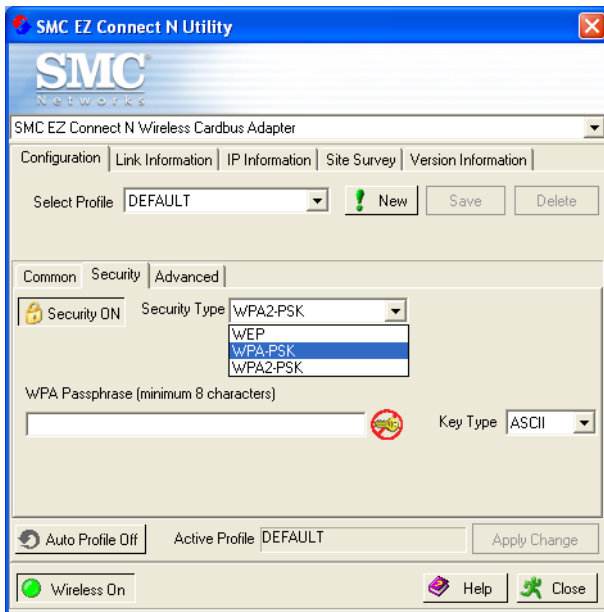 SMC EZ Connect N Utility
SMC®
Networks
SMC EZ Connect N Wireless Cardbus Adapter
Configuration Link Information IP Information Site Survey Version Information
Select Profile DEFAULT New Save Delete
Common Security Advanced
Security ON Security Type WPA2-PSK
WEP
WPA-PSK
WPA2-PSK
WPA Passphrase (minimum 8 characters)
Key Type ASCII
Auto Profile Off Active Profile DEFAULT Apply Change
Wireless On Help Close